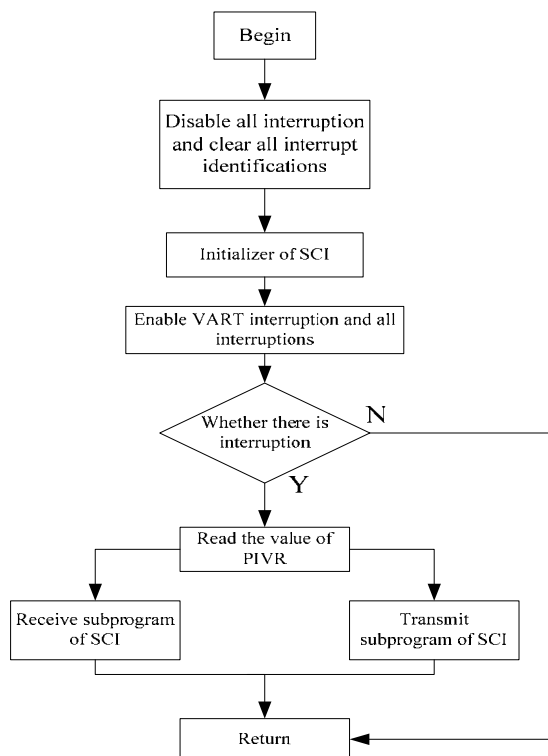 Begin
Disable all interruption
and clear all interrupt
identifications
Initializer of SCI
Enable VART interruption and all
interruptions
Whether there is
interruption
N
Y
Read the value of
PIVR
Receive subprogram
of SCI
Transmit
subprogram of SCI
Return